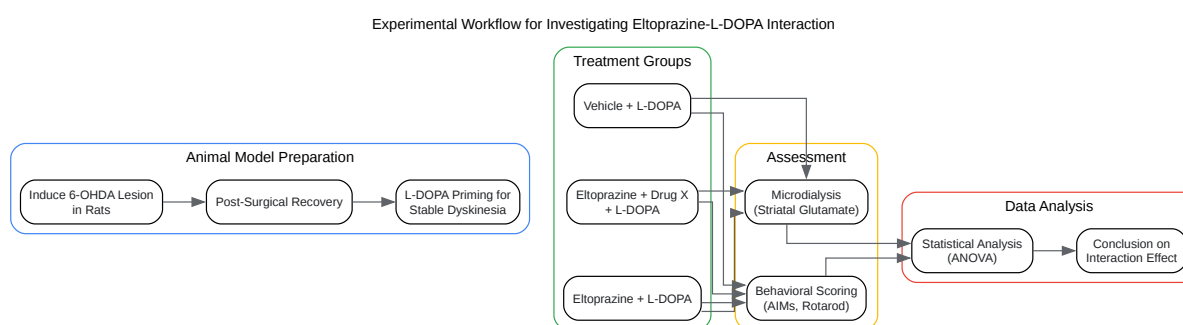 Experimental Workflow for Investigating Eltoprazine-L-DOPA Interaction
Animal Model Preparation
Induce 6-OHDA Lesion
in Rats
Post-Surgical Recovery
L-DOPA Priming for
Stable Dyskinesia
Treatment Groups
Vehicle + L-DOPA
Eltoprazine + Drug X
+ L-DOPA
Eltoprazine + L-DOPA
Assessment
Microdialysis
(Striatal Glutamate)
Behavioral Scoring
(AIMs, Rotarod)
Data Analysis
Statistical Analysis
(ANOVA)
Conclusion on
Interaction Effect